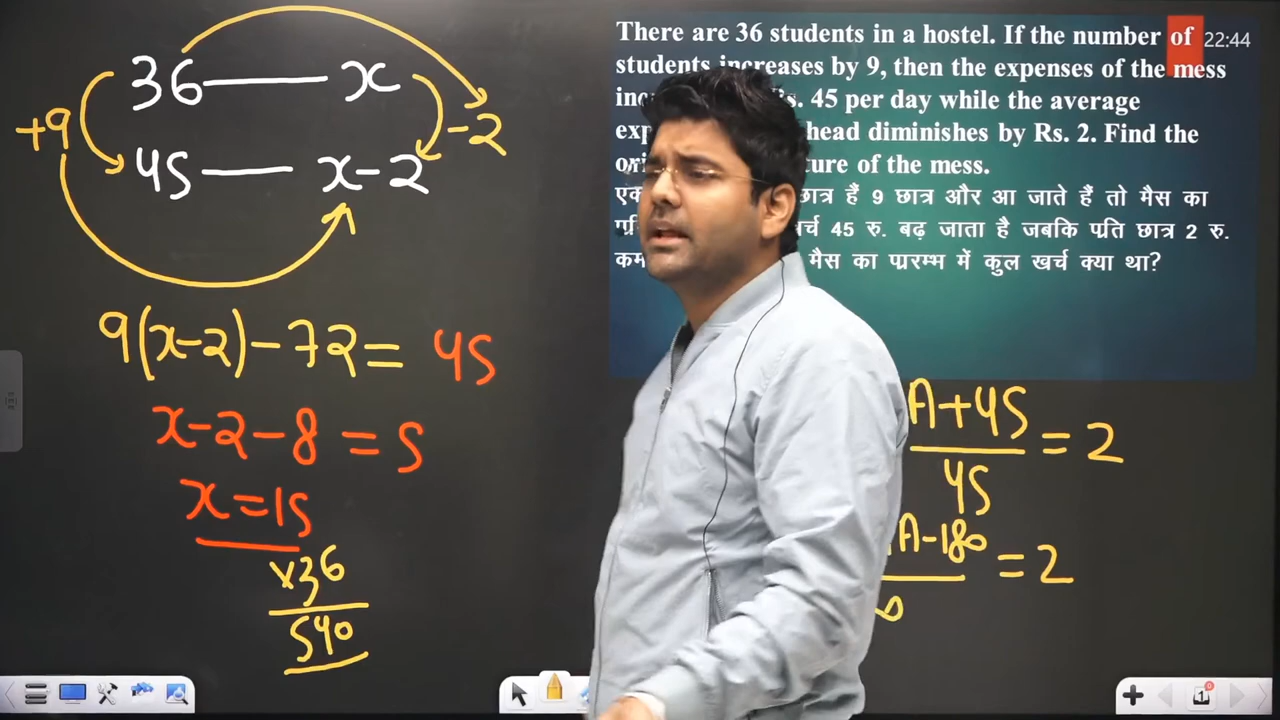 36 — x
+9
-2
45 — x-2
9(x-2)-72= 45
x-2-8 = 5
x=15
x36
540
There are 36 students in a hostel. If the number of
22:44
students increases by 9, then the expenses of the mess
45 per day while the average
head diminishes by Rs. 2. Find the
of the mess.
छात्र हैं 9 छात्र और आ जाते हैं तो मैस का
45 रु. बढ़ जाता है जबकि प्रति छात्र 2 रु.
कम
मैस का प्रारम्भ में कुल खर्च क्या था?
A+45
45
=2
A-180
=2
1